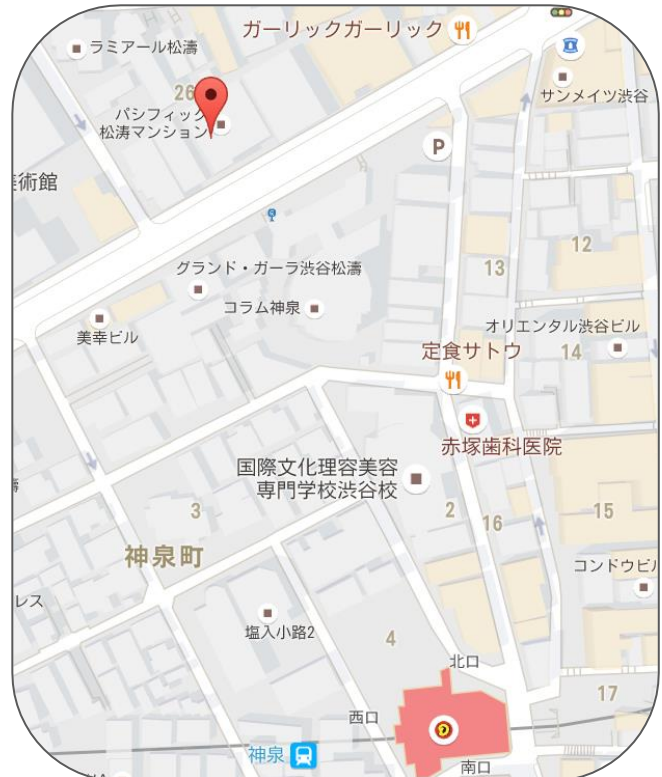 ガーリックガーリック
ラミアール松濤
26
パシフィック
松涛マンション
サンメイツ渋谷
P
術館
12
13
グランド・ガーラ渋谷松濤
コラム神泉
美幸ビル
オリエンタル渋谷ビル
14
定食サトウ
赤塚歯科医院
国際文化理容美容
専門学校渋谷校
3
2
16
15
神泉町
コンドウビル
レス
塩入小路2
4
北口
17
西口
神泉
南口